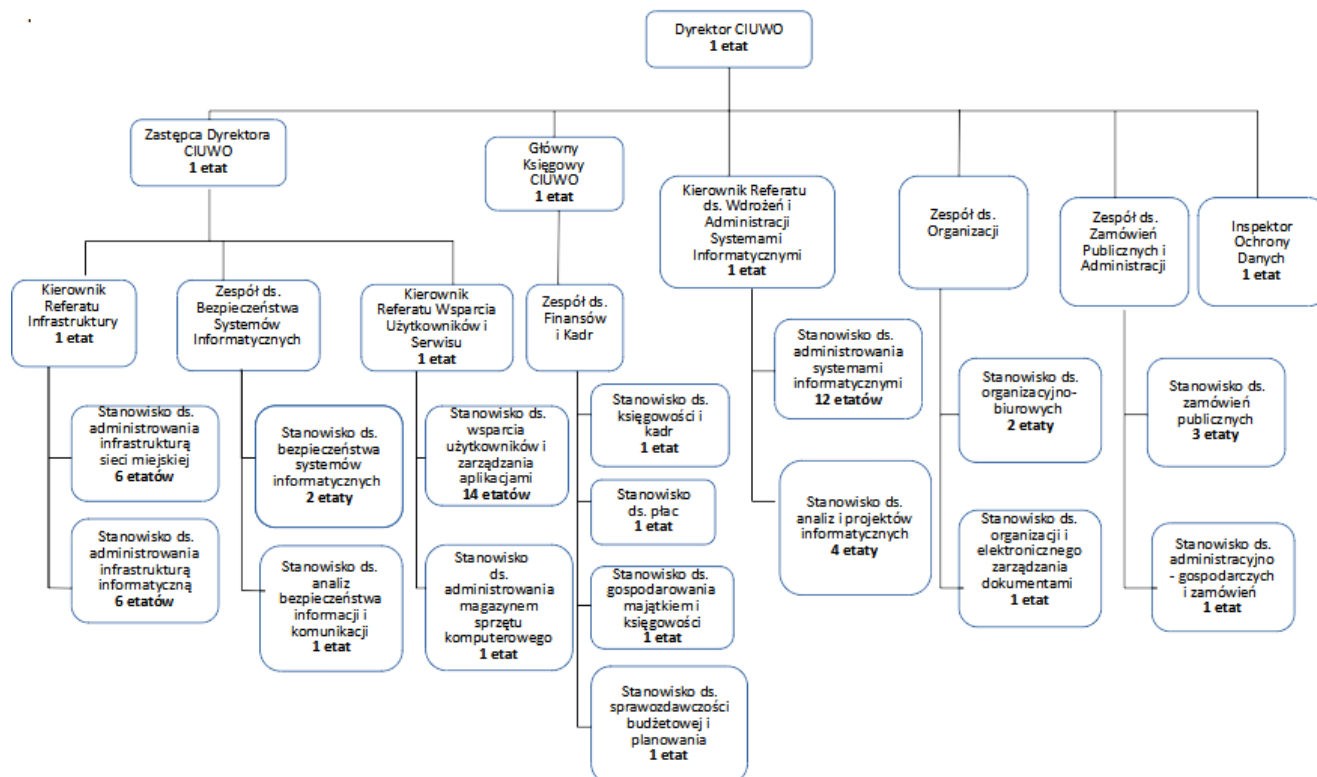 Dyrektor CIUWO
1 etat
Zastępca Dyrektora
CIUWO
1 etat
Główny
Księgowy
CIUWO
1 etat
Kierownik Referatu
ds. Wdrożeń i
Administracji
Systemami
Informatycznymi
1 etat
Zespół ds.
Organizacji
Zespół ds.
Zamówień
Publicznych i
Administracji
Inspektor
Ochrony
Danych
1 etat
Kierownik
Referatu
Infrastruktury
1 etat
Zespół ds.
Bezpieczeństwa
Systemów
Informatycznych
Kierownik
Referatu Wsparcia
Użytkowników i
Serwisu
1 etat
Zespół ds.
Finansów
i Kadr
Stanowisko ds.
administrowania
infrastrukturą
sieci miejskiej
6 etatów
Stanowisko ds.
administrowania
infrastrukturą
informatyczną
6 etatów
Stanowisko ds.
bezpieczeństwa
systemów
informatycznych
2 etaty
Stanowisko ds.
analiz
bezpieczeństwa
informacji i
komunikacji
1 etat
Stanowisko ds.
wsparcia
użytkowników i
zarządzania
aplikacjami
14 etatów
Stanowisko
ds.
administrowania
magazynem
sprzętu
komputerowego
1 etat
Stanowisko ds.
księgowości i
kadr
1 etat
Stanowisko
ds. płac
1 etat
Stanowisko ds.
gospodarowania
majątkiem i
księgowości
1 etat
Stanowisko ds.
sprawozdawczości
budżetowej i
planowania
1 etat
Stanowisko ds.
administrowania
systemami
informatycznymi
12 etatów
Stanowisko ds.
analiz i projektów
informatycznych
4 etaty
Stanowisko ds.
organizacyjno-
biurowych
2 etaty
Stanowisko ds.
organizacji i
elektronicznego
zarządzania
dokumentami
1 etat
Stanowisko ds.
zamówień
publicznych
3 etaty
Stanowisko ds.
administracyjno
- gospodarczych
i zamówień
1 etat